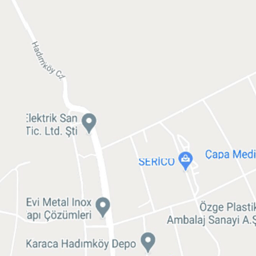 Hadımköy Cd
Elektrik San
Tic. Ltd. Şti
SERİCO
Çapa Medi
Evi Metal Inox
apı Çözümleri
Özge Plastik
Ambalaj Sanayi A.Ş
Karaca Hadımköy Depo